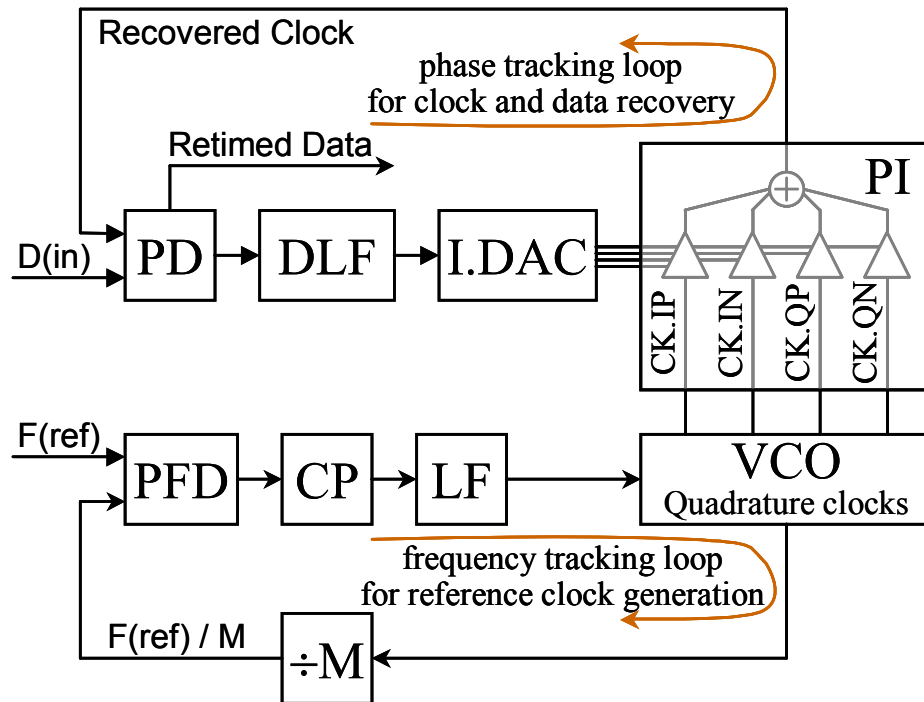 Recovered Clock
phase tracking loop
for clock and data recovery
Retimed Data
PI
+
D(in)
PD
DLF
I.DAC
CK.IP
CK.IN
CK.QP
CK.QN
F(ref)
PFD
CP
LF
VCO
Quadrature clocks
frequency tracking loop
for reference clock generation
F(ref) / M
÷M